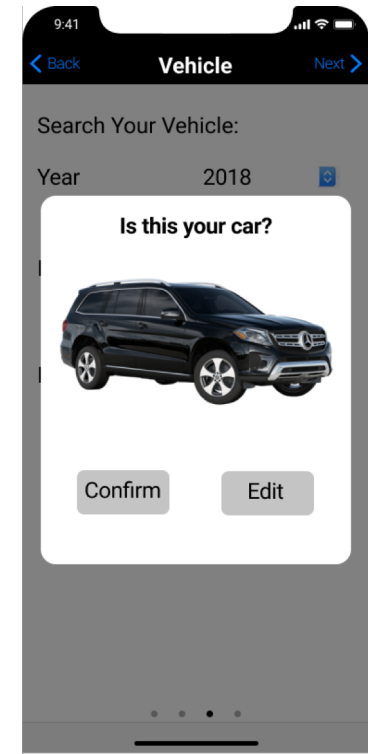 9:41
Back Vehicle Next
Search Your Vehicle:
Year 2018
Is this your car?
Confirm Edit